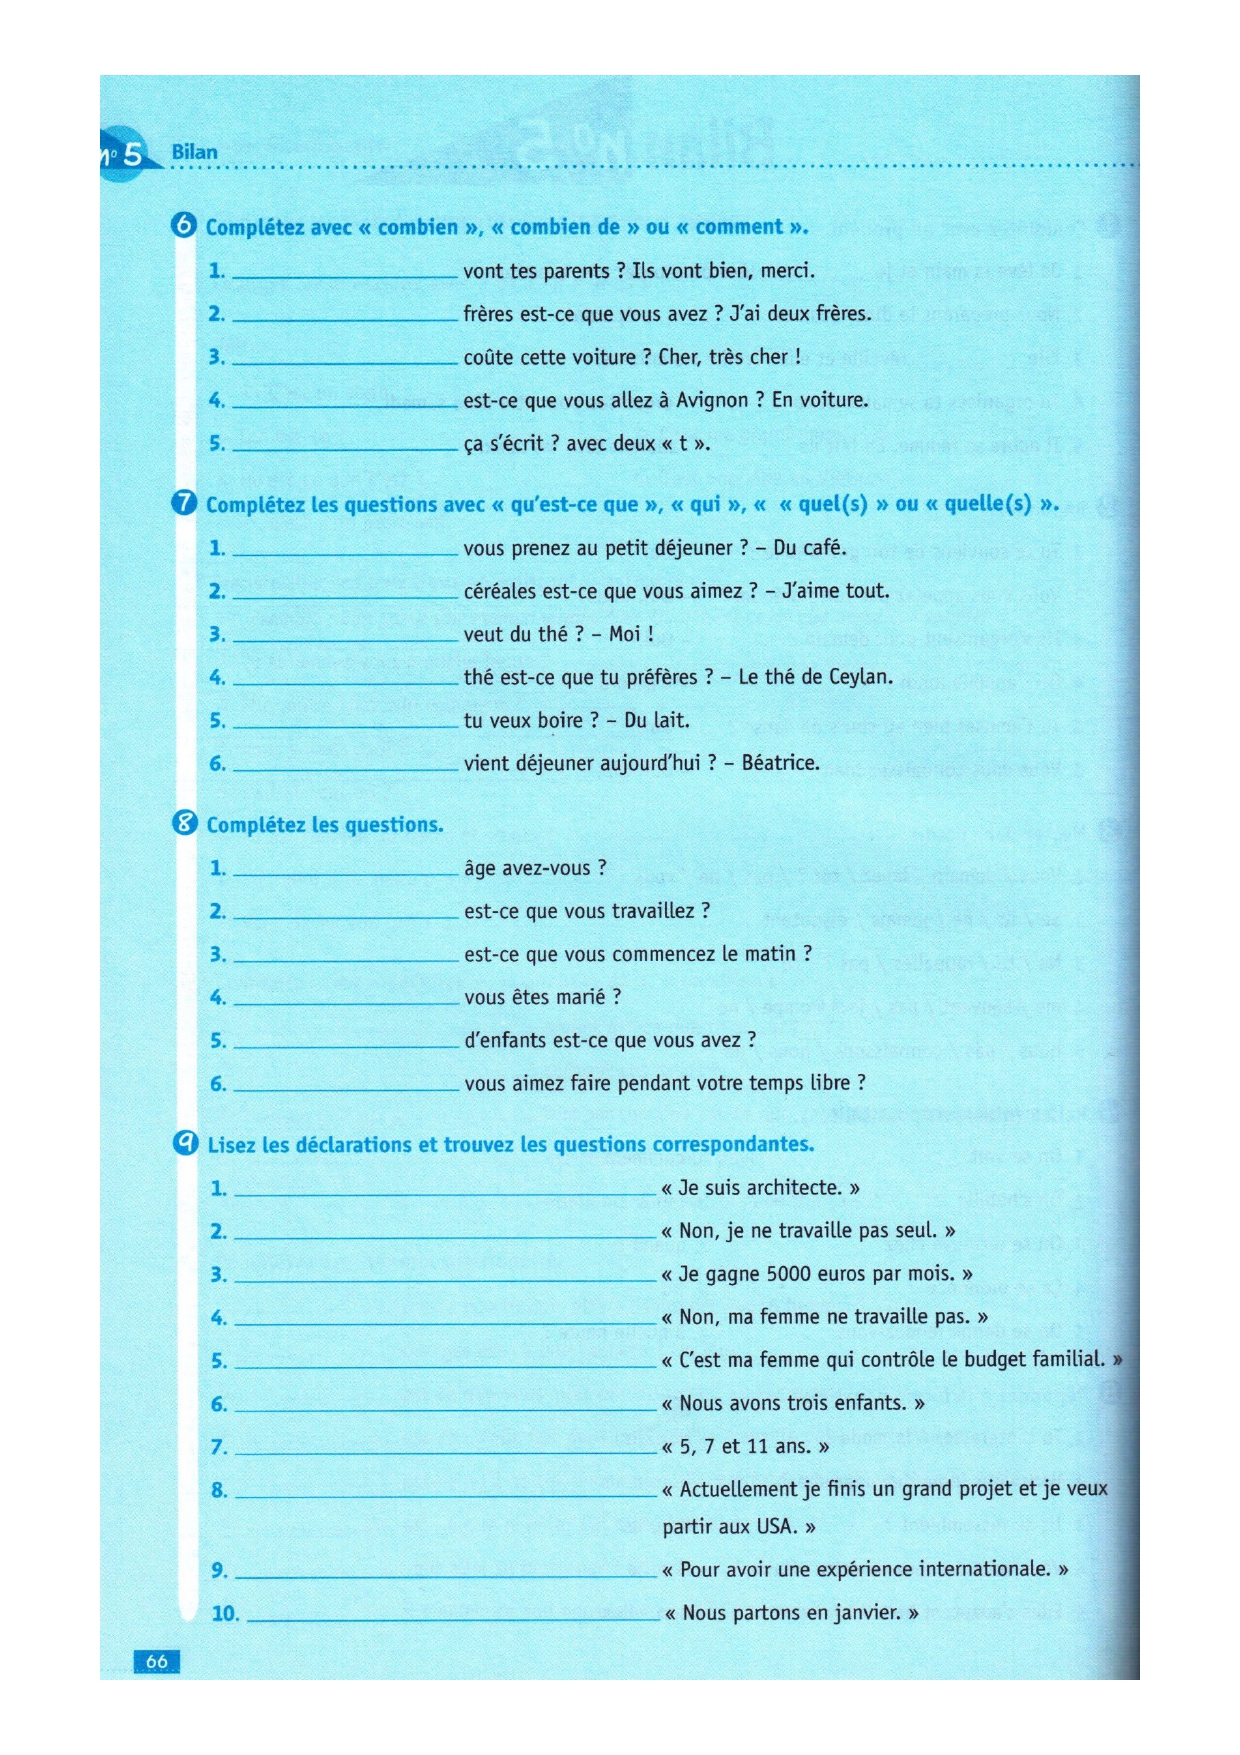 nº 5 Bilan
6 Complétez avec « combien », « combien de » ou « comment ».
1. ____________ vont tes parents ? Ils vont bien, merci.
2. ____________ frères est-ce que vous avez ? J'ai deux frères.
3. ____________ coûte cette voiture ? Cher, très cher !
4. ____________ est-ce que vous allez à Avignon ? En voiture.
5. ____________ ça s'écrit ? avec deux « t ».
7 Complétez les questions avec « qu'est-ce que », « qui », « « quel(s) » ou « quelle(s) ».
1. ____________ vous prenez au petit déjeuner ? – Du café.
2. ____________ céréales est-ce que vous aimez ? – J'aime tout.
3. ____________ veut du thé ? – Moi !
4. ____________ thé est-ce que tu préfères ? – Le thé de Ceylan.
5. ____________ tu veux boire ? – Du lait.
6. ____________ vient déjeuner aujourd'hui ? – Béatrice.
8 Complétez les questions.
1. ____________ âge avez-vous ?
2. ____________ est-ce que vous travaillez ?
3. ____________ est-ce que vous commencez le matin ?
4. ____________ vous êtes marié ?
5. ____________ d'enfants est-ce que vous avez ?
6. ____________ vous aimez faire pendant votre temps libre ?
9 Lisez les déclarations et trouvez les questions correspondantes.
1. ____________ « Je suis architecte. »
2. ____________ « Non, je ne travaille pas seul. »
3. ____________ « Je gagne 5000 euros par mois. »
4. ____________ « Non, ma femme ne travaille pas. »
5. ____________ « C'est ma femme qui contrôle le budget familial. »
6. ____________ « Nous avons trois enfants. »
7. ____________ « 5, 7 et 11 ans. »
8. ____________ « Actuellement je finis un grand projet et je veux
partir aux USA. »
9. ____________ « Pour avoir une expérience internationale. »
10. ____________ « Nous partons en janvier. »
66